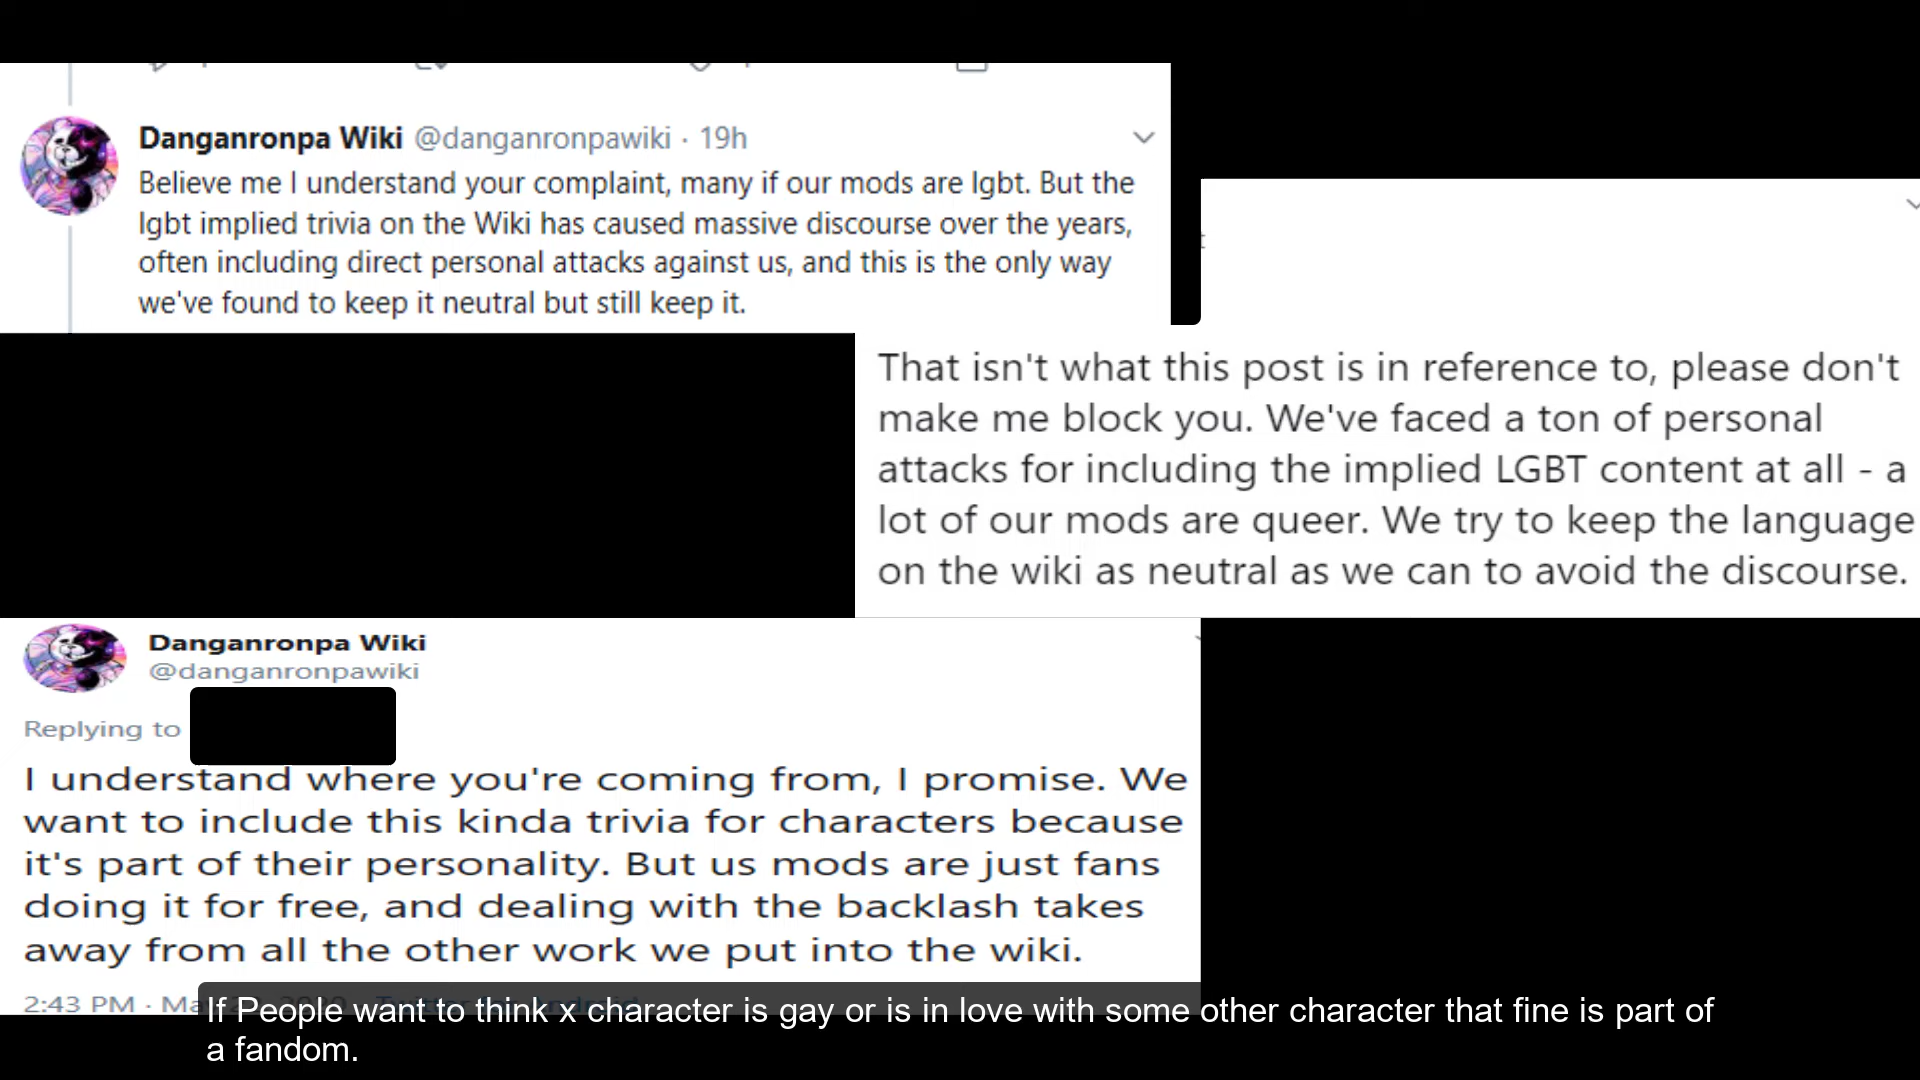 Danganronpa Wiki @danganronpawiki · 19h
Believe me I understand your complaint, many if our mods are lgbt. But the
lgbt implied trivia on the Wiki has caused massive discourse over the years,
often including direct personal attacks against us, and this is the only way
we've found to keep it neutral but still keep it.
That isn't what this post is in reference to, please don't
make me block you. We've faced a ton of personal
attacks for including the implied LGBT content at all - a
lot of our mods are queer. We try to keep the language
on the wiki as neutral as we can to avoid the discourse.
Danganronpa Wiki
@danganronpawiki
Replying to
I understand where you're coming from, I promise. We
want to include this kinda trivia for characters because
it's part of their personality. But us mods are just fans
doing it for free, and dealing with the backlash takes
away from all the other work we put into the wiki.
2:43 PM ·
If People want to think x character is gay or is in love with some other character that fine is part of
a fandom.